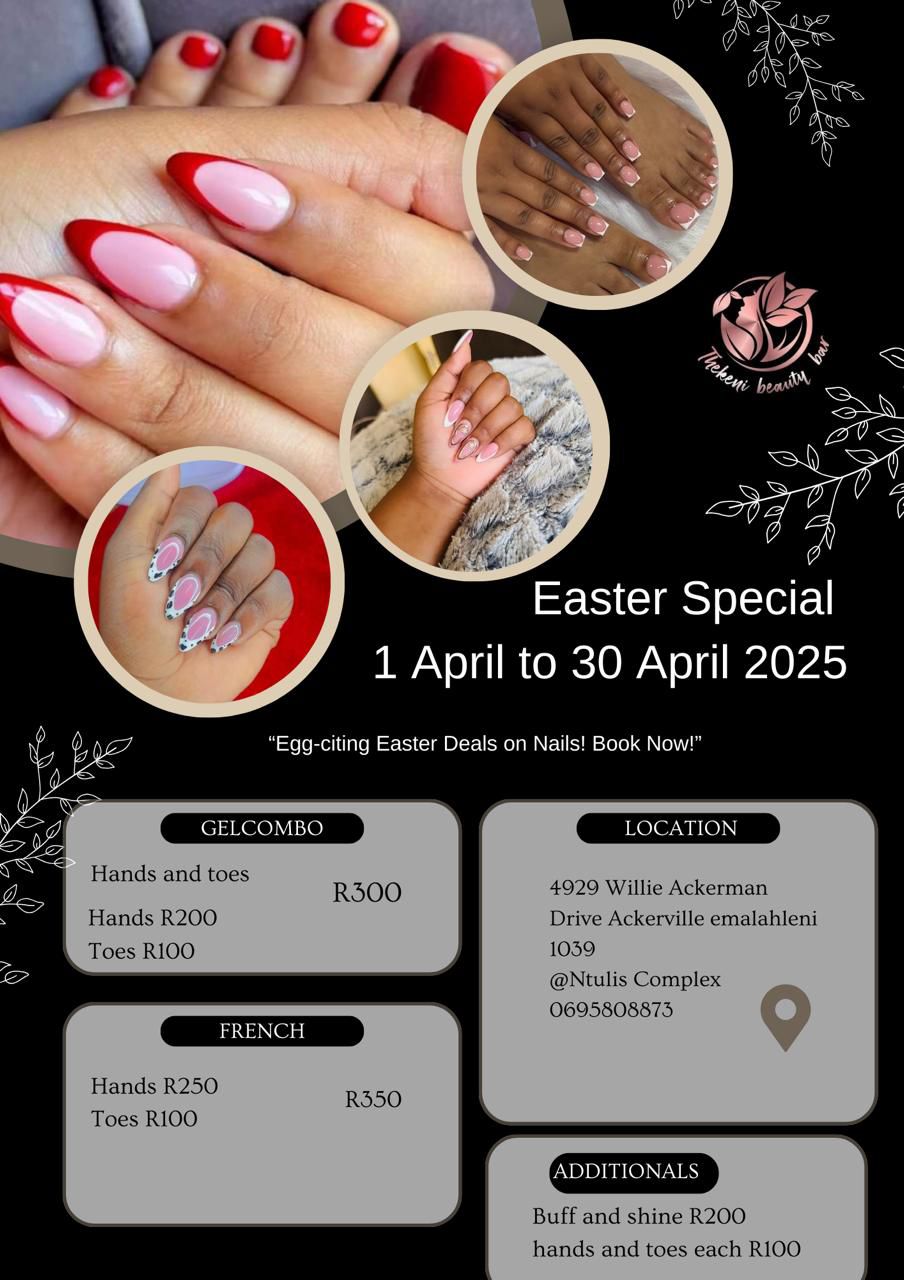 Thekeni beauty bar
Easter Special
1 April to 30 April 2025
“Egg-citing Easter Deals on Nails! Book Now!”
GELCOMBO
Hands and toes
R300
Hands R200
Toes R100
FRENCH
Hands R250
R350
Toes R100
LOCATION
4929 Willie Ackerman
Drive Ackerville emalahleni
1039
@Ntulis Complex
0695808873
ADDITIONALS
Buff and shine R200
hands and toes each R100